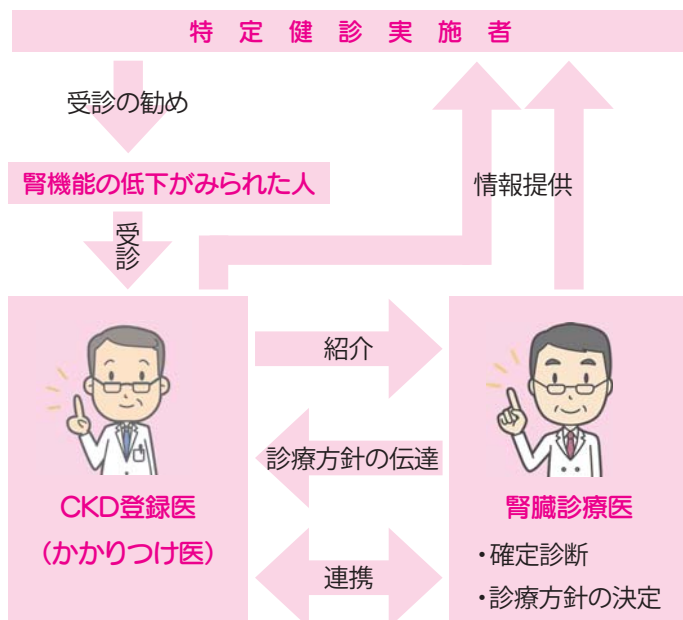 特定健診実施者
受診の勧め
腎機能の低下がみられた人
情報提供
受診
紹介
診療方針の伝達
連携
CKD登録医
(かかりつけ医)
腎臓診療医
・確定診断
・診療方針の決定